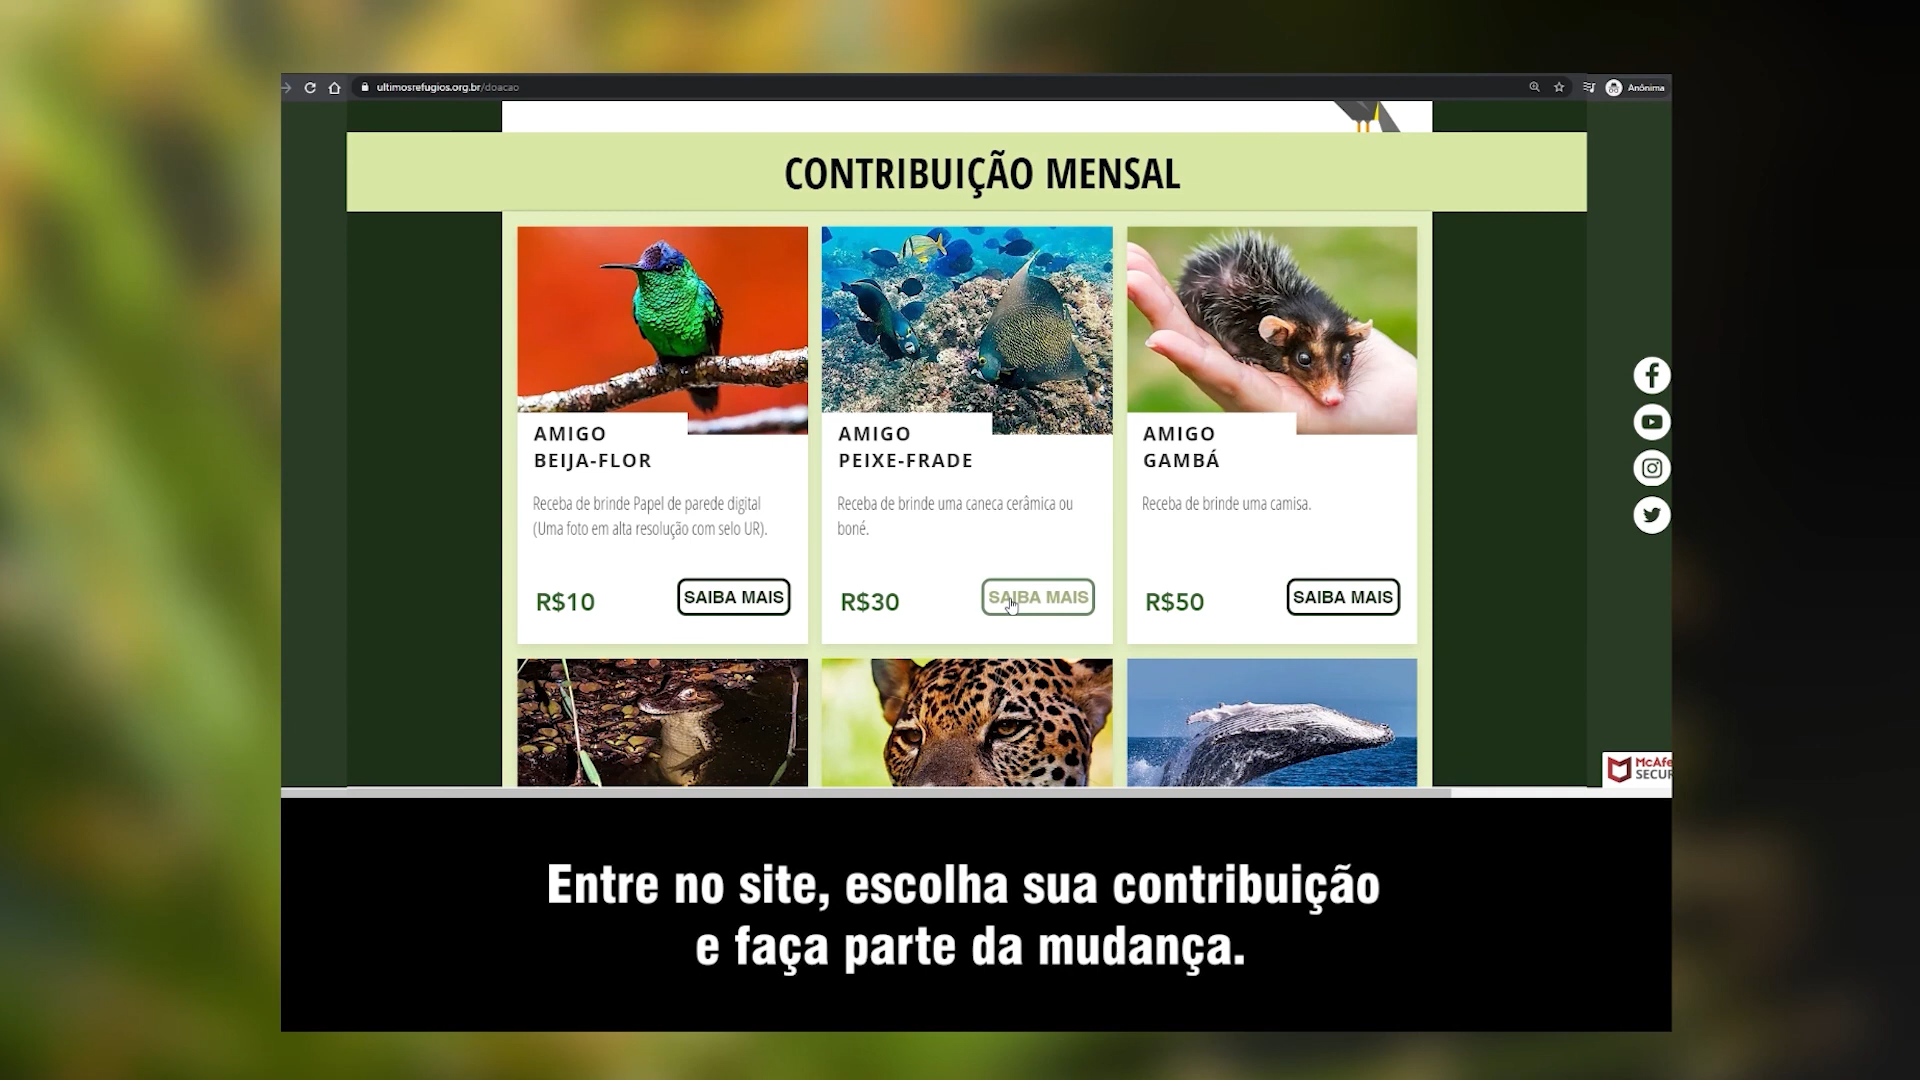 ultimosrefugios.org.br/doacao
Anônima
CONTRIBUIÇÃO MENSAL
AMIGO
BEIJA-FLOR
Receba de brinde Papel de parede digital
(Uma foto em alta resolução com selo UR).
R$10
SAIBA MAIS
AMIGO
PEIXE-FRADE
Receba de brinde uma caneca cerâmica ou
boné.
R$30
SAIBA MAIS
AMIGO
GAMBÁ
Receba de brinde uma camisa.
R$50
SAIBA MAIS
McAfe
SECUR
Entre no site, escolha sua contribuição
e faça parte da mudança.